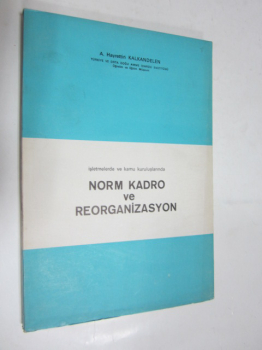 A. Hayrettin KALKANDELEN
işletmelerde ve kamu kuruluşlarında
NORM KADRO
ve
REORGANİZASYON